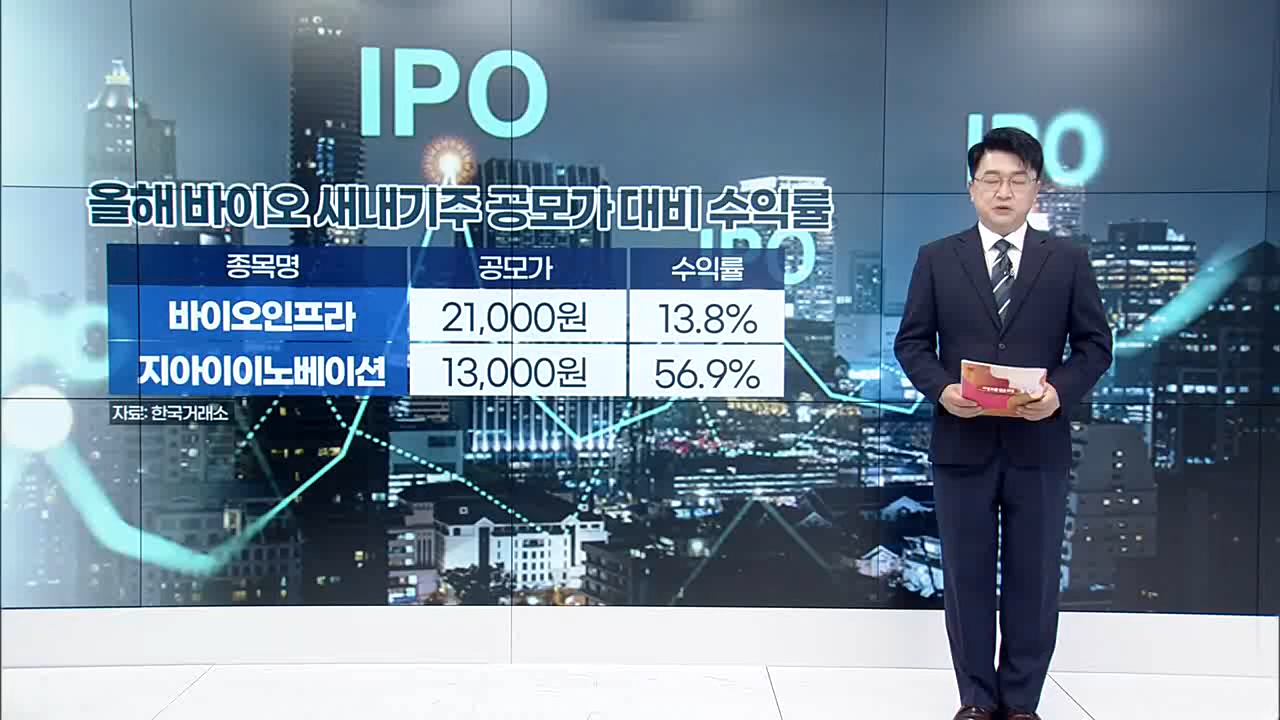 IPO
IPO
올해 바이오 새내기주 공모가 대비 수익률
IPO
종목명 공모가 수익률
바이오인프라 21,000원 13.8%
지아이이노베이션 13,000원 56.9%
자료: 한국거래소